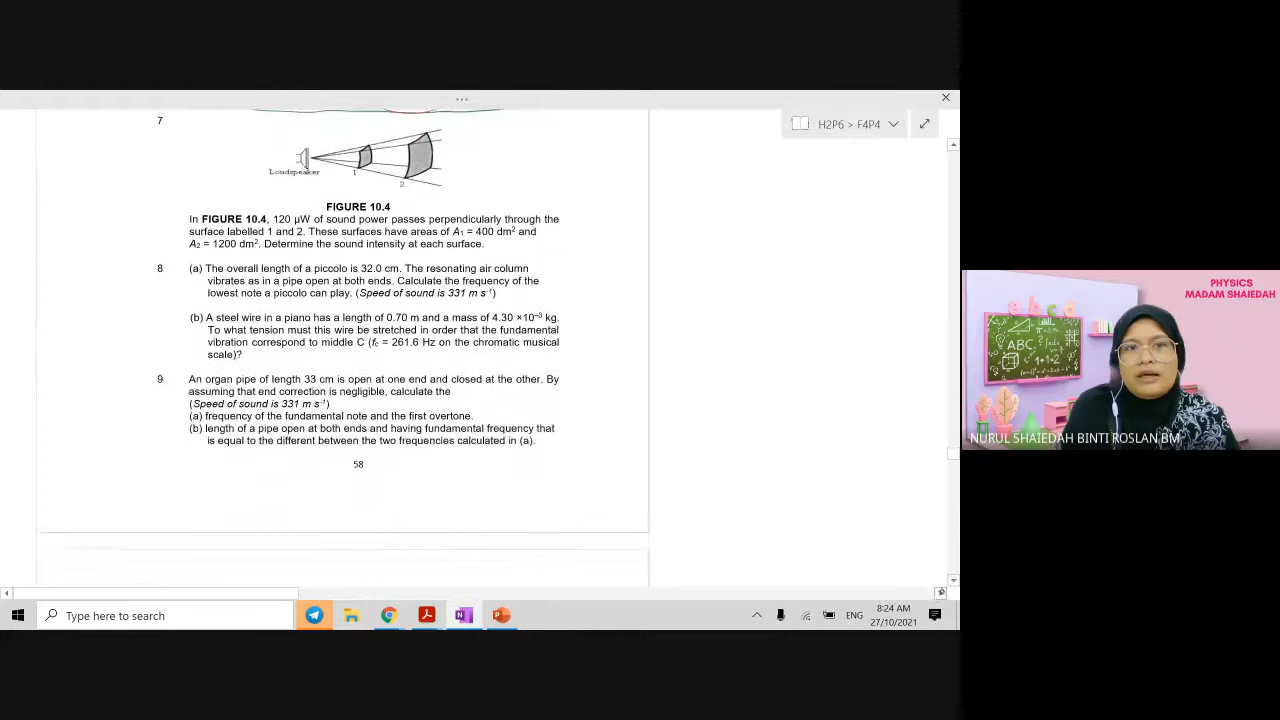 H2P6 > F4P4
7
Loudspeaker
1
2
FIGURE 10.4
In FIGURE 10.4, 120 µW of sound power passes perpendicularly through the
surface labelled 1 and 2. These surfaces have areas of A₁ = 400 dm² and
A₂ = 1200 dm². Determine the sound intensity at each surface.
8 (a) The overall length of a piccolo is 32.0 cm. The resonating air column
vibrates as in a pipe open at both ends. Calculate the frequency of the
lowest note a piccolo can play. (Speed of sound is 331 m s⁻¹)
(b) A steel wire in a piano has a length of 0.70 m and a mass of 4.30 ×10⁻³ kg.
To what tension must this wire be stretched in order that the fundamental
vibration correspond to middle C (fc = 261.6 Hz on the chromatic musical
scale)?
9 An organ pipe of length 33 cm is open at one end and closed at the other. By
assuming that end correction is negligible, calculate the
(Speed of sound is 331 m s⁻¹)
(a) frequency of the fundamental note and the first overtone.
(b) length of a pipe open at both ends and having fundamental frequency that
is equal to the different between the two frequencies calculated in (a).
58
PHYSICS
MADAM SHAIEDAH
a b c d
ABC
1+1=2
NURUL SHAIEDAH BINTI ROSLAN BM
Type here to search
ENG
8:24 AM
27/10/2021